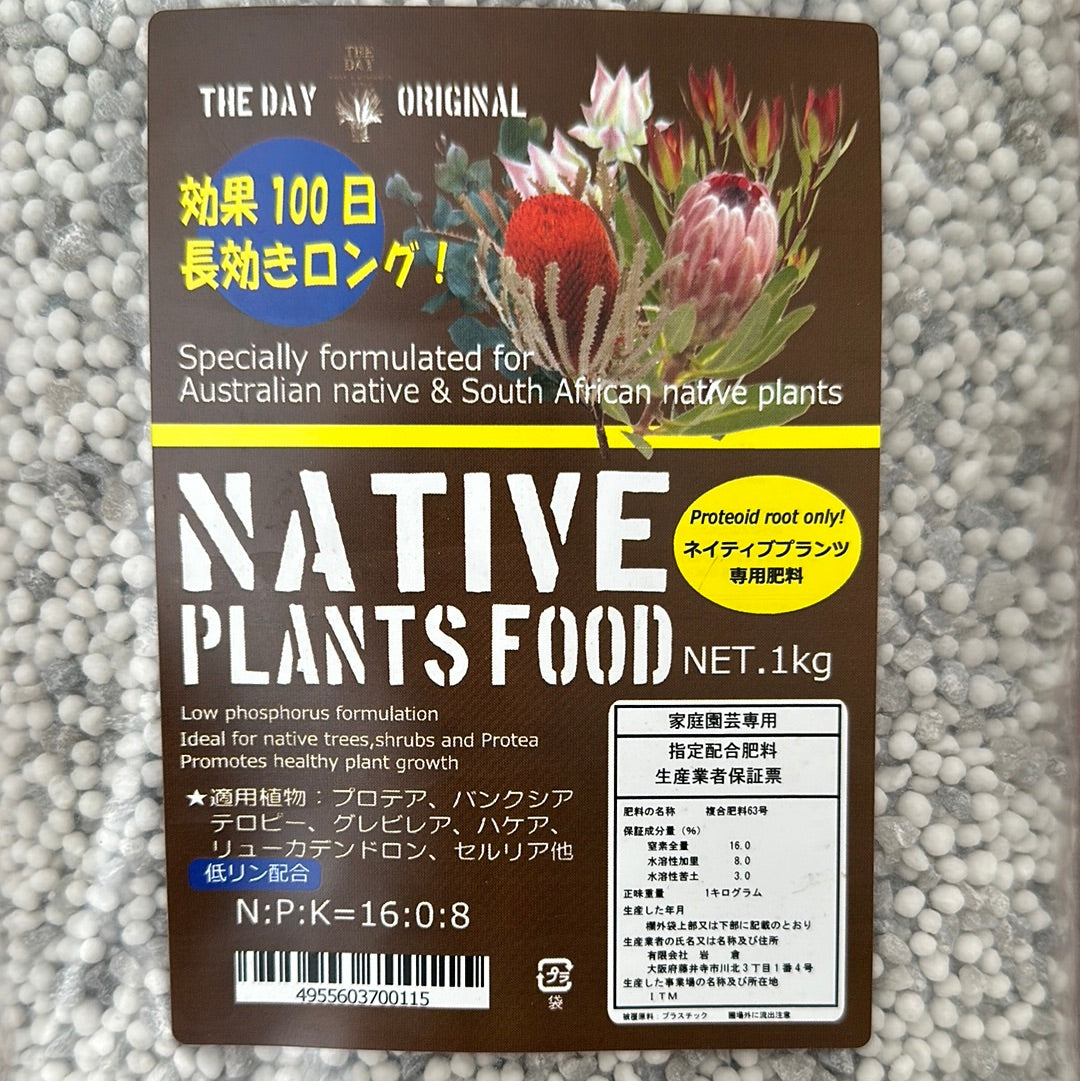 THE DAY
THE DAY ORIGINAL
効果100日
長効きロング!
Specially formulated for
Australian native & South African native plants
NATIVE
PLANTS FOOD
Proteoid root only!
ネイティブプランツ
専用肥料
NET.1kg
Low phosphorus formulation
Ideal for native trees,shrubs and Protea
Promotes healthy plant growth
★適用植物:プロテア、バンクシア
テロピー、グレビレア、ハケア、
リューカデンドロン、セルリア他
低リン配合
N:P:K=16:0:8
4955603700115
プラ
袋
家庭園芸専用
指定配合肥料
生産業者保証票
肥料の名称 複合肥料63号
保証成分量(%)
窒素全量 16.0
水溶性加里 8.0
水溶性苦土 3.0
正味重量 1キログラム
生産した年月
欄外袋上部又は下部に記載のとおり
生産業者の氏名又は名称及び住所
有限会社 岩 倉
大阪府藤井寺市川北3丁目1番4号
生産した事業場の名称及び所在地
ITM
被覆原料:プラスチック 圃場外に流出注意